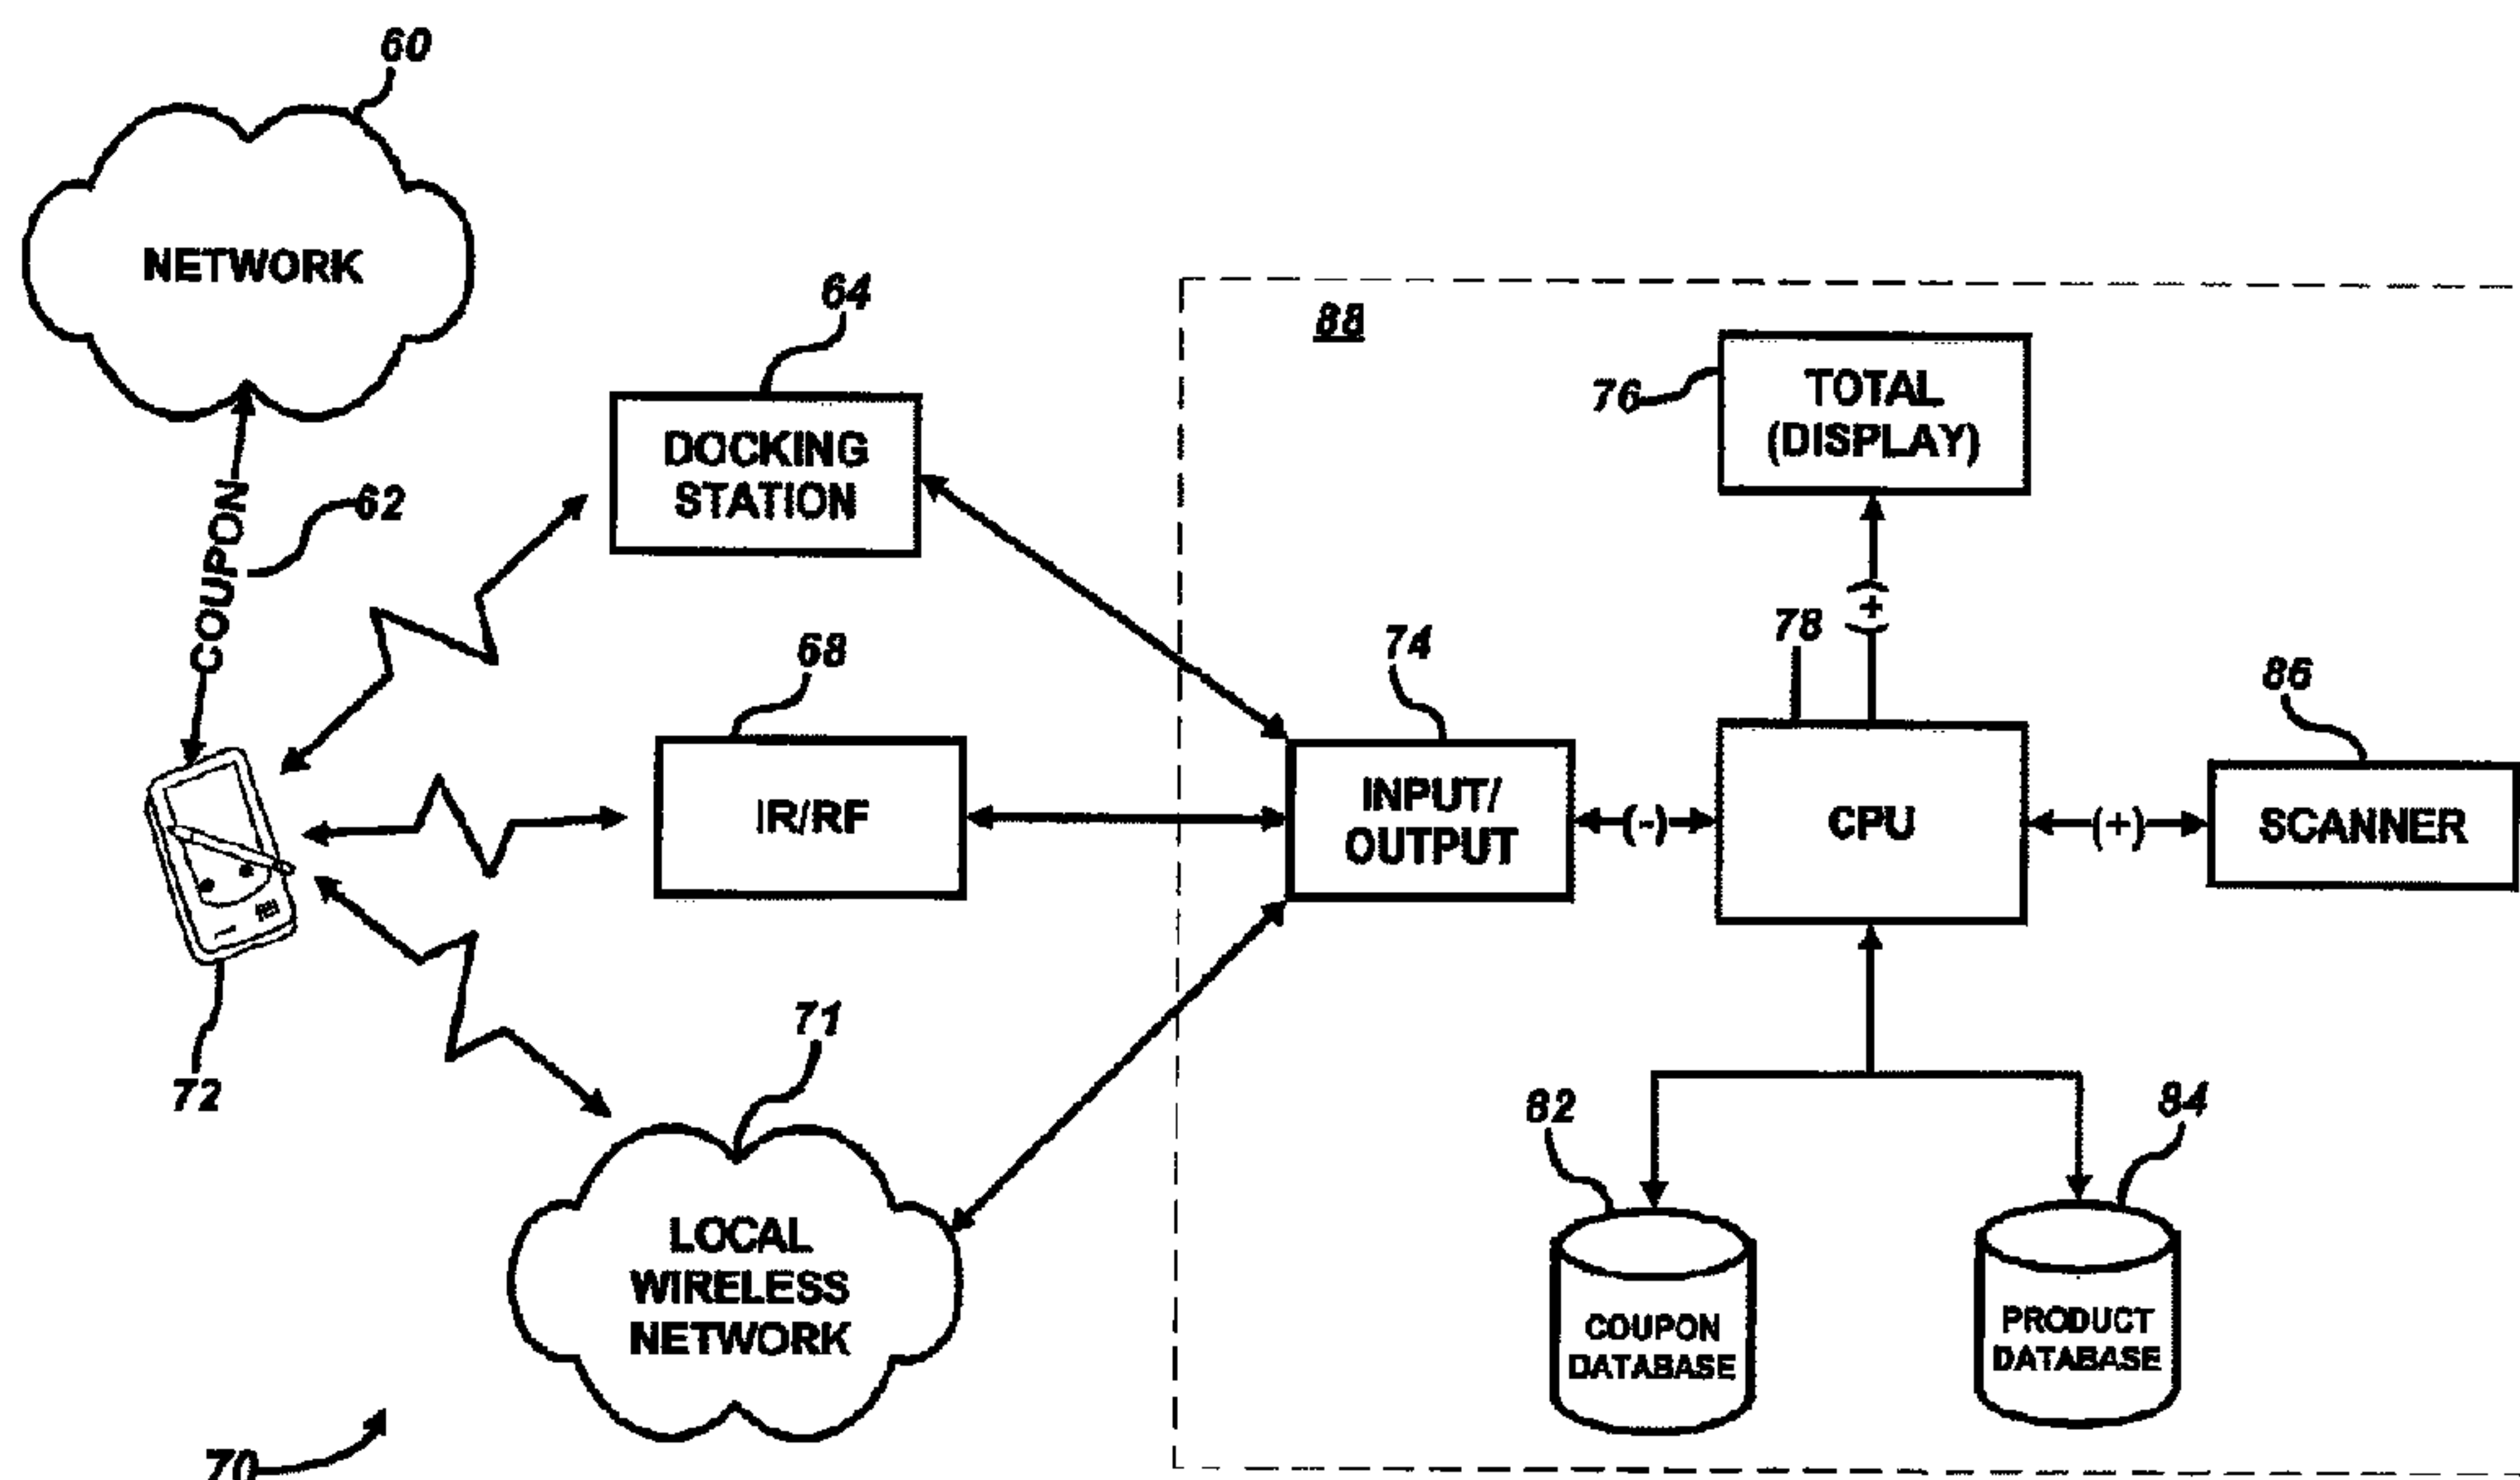 60
NETWORK
64
88
TOTAL
(DISPLAY)
76
DOCKING
STATION
COUPON
62
(+)
78
68
74
86
IR/RF
INPUT/
OUTPUT
(-)
CPU
(+)
SCANNER
72
71
82
84
LOCAL
WIRELESS
NETWORK
COUPON
DATABASE
PRODUCT
DATABASE
70